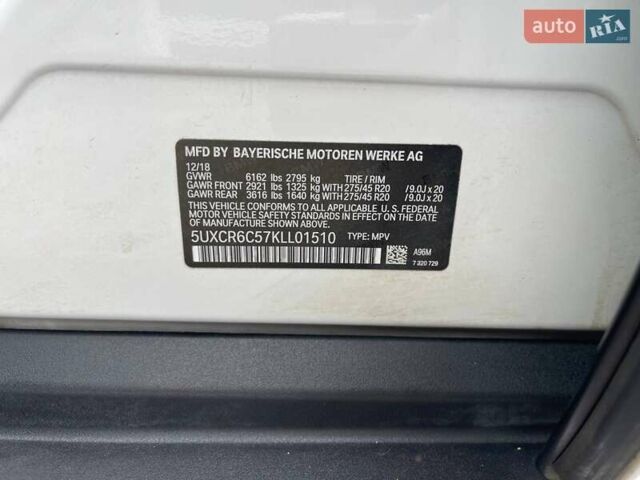 auto RIA.com
MFD BY BAYERISCHE MOTOREN WERKE AG
12/18
GVWR 6162 lbs 2795 kg TIRE / RIM
GAWR FRONT 2921 lbs 1325 kg WITH 275/45 R20 / 9.0J x 20
GAWR REAR 3616 lbs 1640 kg WITH 275/45 R20 / 9.0J x 20
THIS VEHICLE CONFORMS TO ALL APPLICABLE U. S. FEDERAL
MOTOR VEHICLE SAFETY STANDARDS IN EFFECT ON THE
DATE OF MANUFACTURE SHOWN ABOVE.
5UXCR6C57KLL01510 TYPE: MPV
A96M
7 320 729